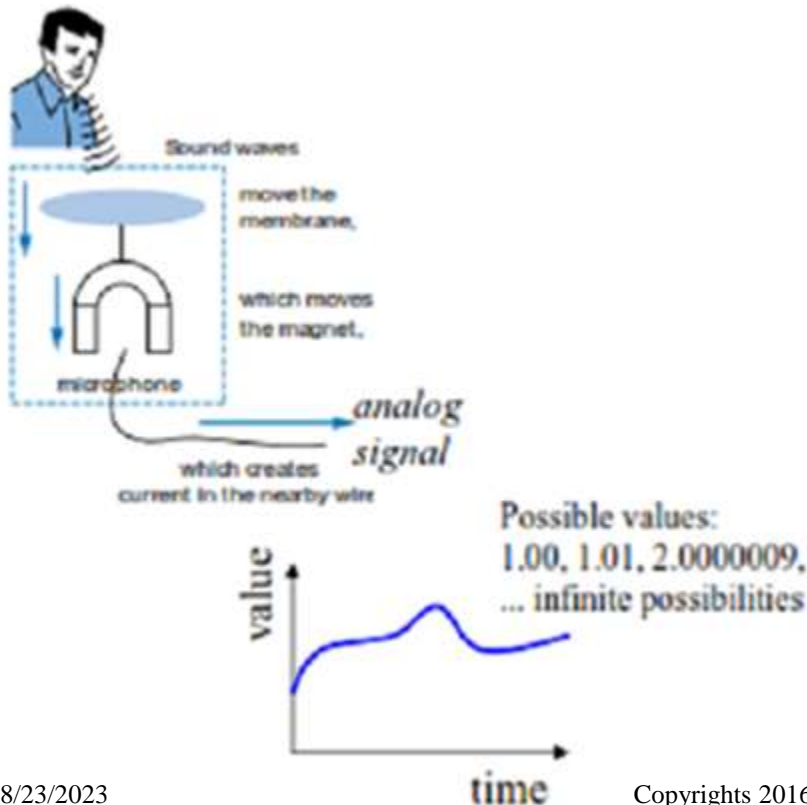 Sound waves
move the
membrane,
which moves
the magnet,
microphone
analog
signal
which creates
current in the nearby wire
Possible values:
1.00, 1.01, 2.0000009,
... infinite possibilities
value
time
8/23/2023
Copyrights 2016